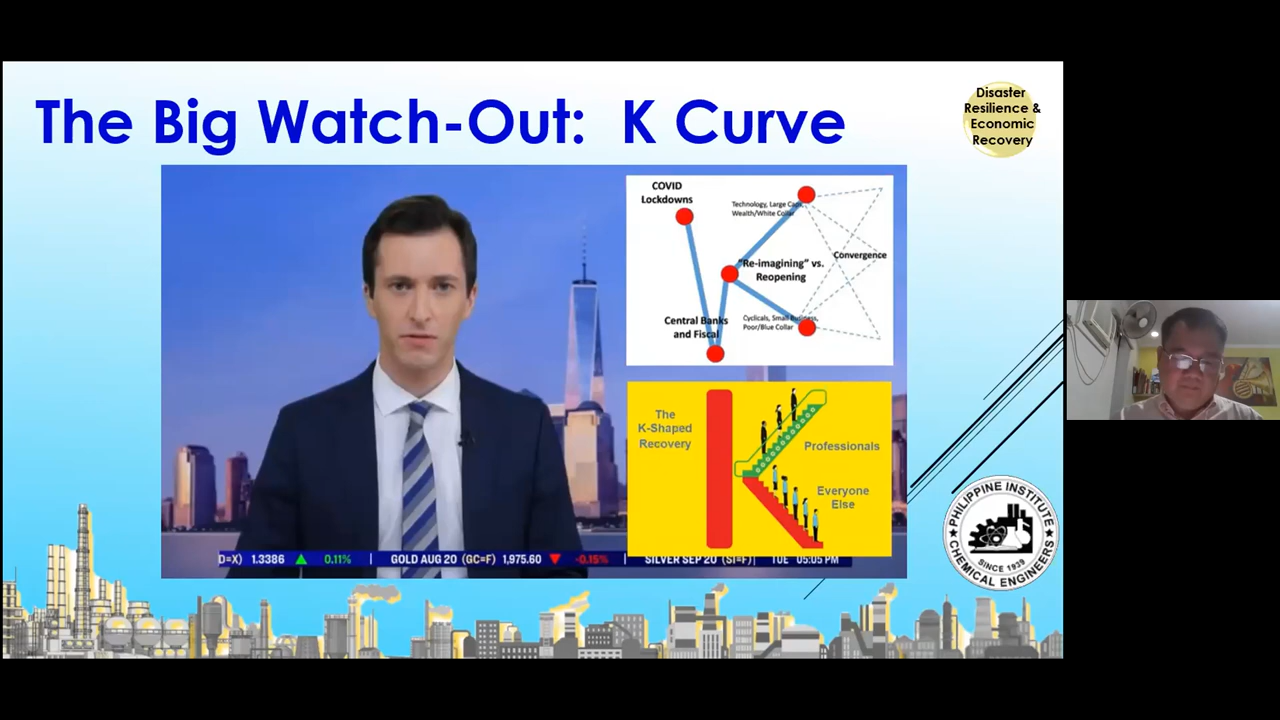 The Big Watch-Out: K Curve
Disaster
Resilience &
Economic
Recovery
COVID
Lockdowns
Technology, Large Caps,
Wealth/White Collar
"Re-imagining" vs.
Reopening
Convergence
Central Banks
and Fiscal
Cyclicals, Small Business,
Poor/Blue Collar
The
K-Shaped
Recovery
Professionals
Everyone
Else
D=X) 1.3386 0.11% | GOLD AUG 20 (GC=F) 1,975.60 -0.15% | SILVER SEP 20 (SI=F) TUE 05:05 PM
PHILIPPINE INSTITUTE
CHEMICAL ENGINEERS
SINCE 1939